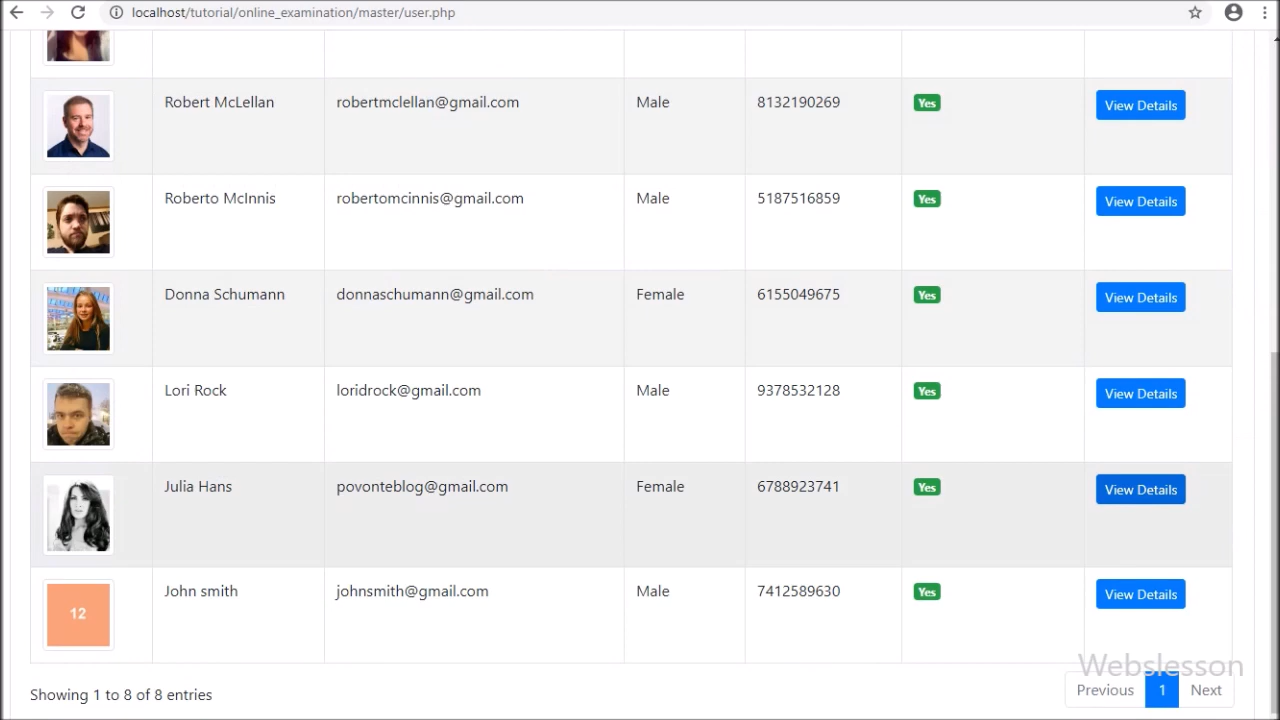 localhost/tutorial/online_examination/master/user.php
Robert McLellan robertmclellan@gmail.com Male 8132190269 Yes View Details
Roberto McInnis robertomcinnis@gmail.com Male 5187516859 Yes View Details
Donna Schumann donnaschumann@gmail.com Female 6155049675 Yes View Details
Lori Rock loridrock@gmail.com Male 9378532128 Yes View Details
Julia Hans povonteblog@gmail.com Female 6788923741 Yes View Details
John smith johnsmith@gmail.com Male 7412589630 Yes View Details
12
Webslesson
Showing 1 to 8 of 8 entries Previous 1 Next